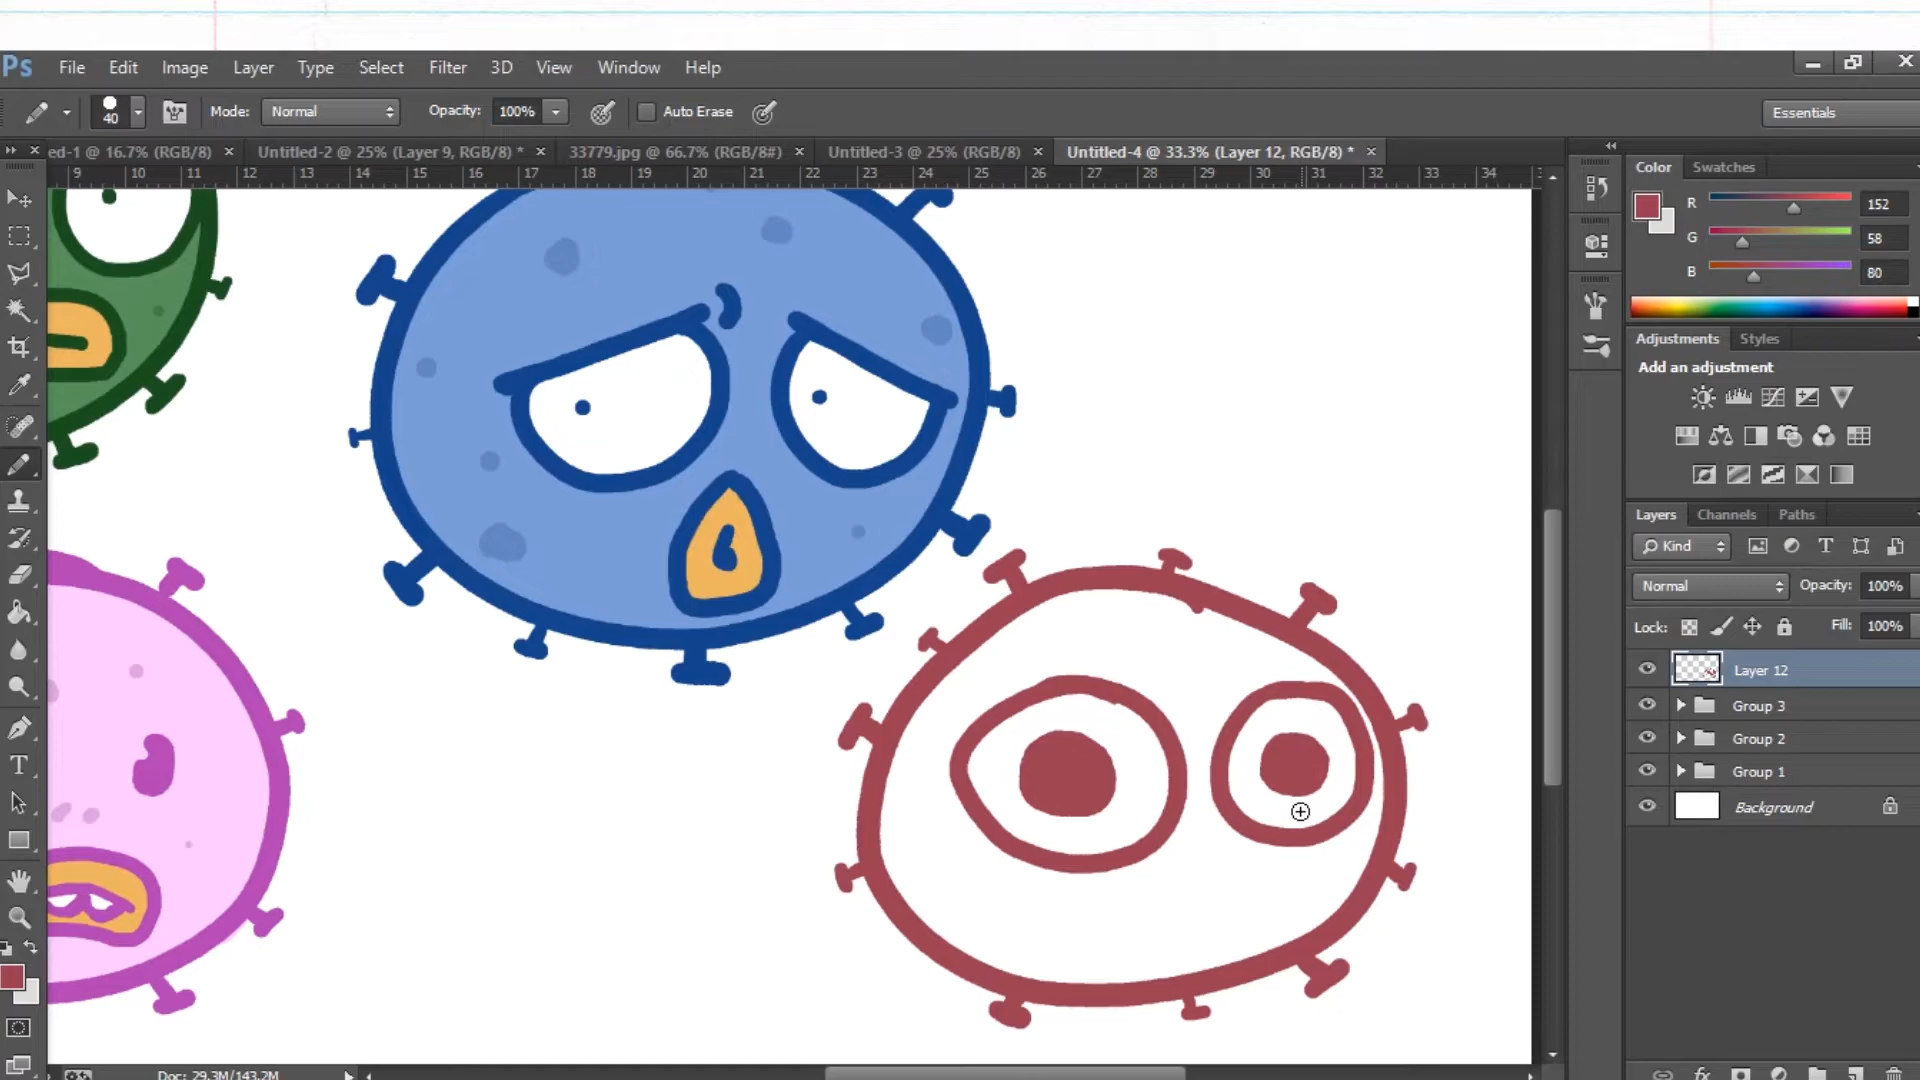 Ps File Edit Image Layer Type Select Filter 3D View Window Help
40 Mode: Normal Opacity: 100% Auto Erase Essentials
ed-1 @ 16.7% (RGB/8) × Untitled-2 @ 25% (Layer 9, RGB/8) * × 33779.jpg @ 66.7% (RGB/8#) × Untitled-3 @ 25% (RGB/8) × Untitled-4 @ 33.3% (Layer 12, RGB/8) * ×
9 10 11 12 13 14 15 16 17 18 19 20 21 22 23 24 25 26 27 28 29 30 31 32 33 34
Color Swatches
R 152
G 58
B 80
Adjustments Styles
Add an adjustment
Layers Channels Paths
Kind
Normal Opacity: 100%
Lock: Fill: 100%
Layer 12
Group 3
Group 2
Group 1
Background
Doc: 29.3M/143.2M